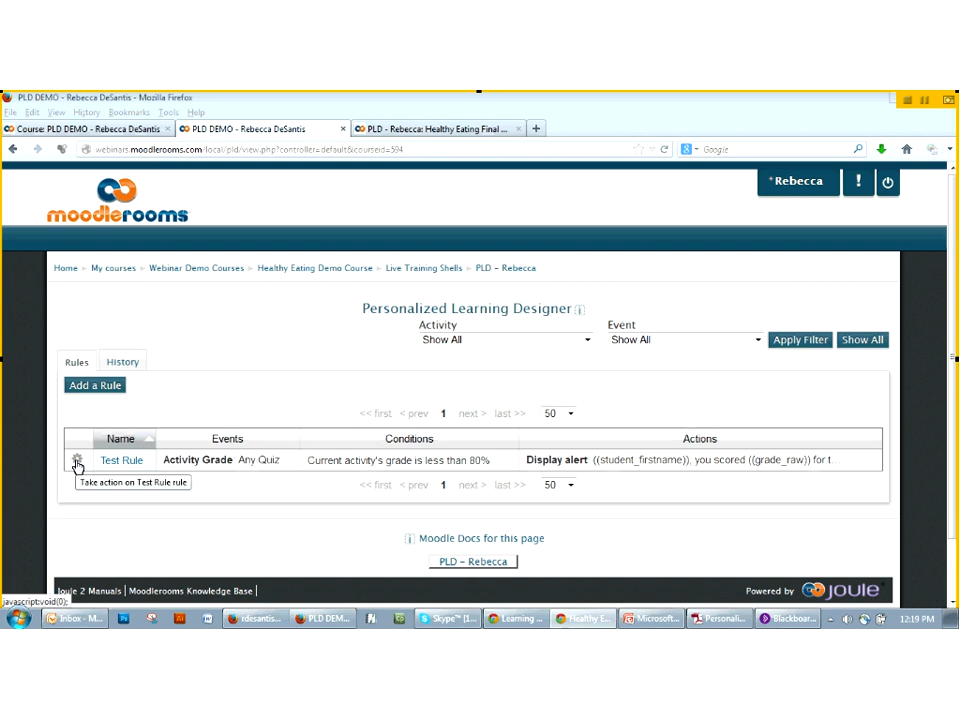 PLD DEMO - Rebecca DeSantis - Mozilla Firefox
File Edit View History Bookmarks Tools Help
Course: PLD DEMO - Rebecca DeSantis × PLD DEMO - Rebecca DeSantis × PLD - Rebecca: Healthy Eating Final ... × +
webinars.moodlerooms.com/local/pld/view.php?controller=default&courseid=594 Google
*Rebecca !
moodlerooms
Home My courses Webinar Demo Courses Healthy Eating Demo Course Live Training Shells PLD - Rebecca
Personalized Learning Designer
Activity Event
Show All Show All Apply Filter Show All
Rules History
Add a Rule
<< first < prev 1 next > last >> 50
Name Events Conditions Actions
Test Rule Activity Grade Any Quiz Current activity's grade is less than 80% Display alert ((student_firstname)), you scored ((grade_raw)) for t...
Take action on Test Rule rule
<< first < prev 1 next > last >> 50
Moodle Docs for this page
PLD - Rebecca
Joule 2 Manuals | Moodlerooms Knowledge Base | Powered by joule
javascript:void(0);
Inbox - M... rdesantis... PLD DEM... Skype™ [1... Learning ... Healthy E... Microsoft... Personali... Blackboar... 12:19 PM